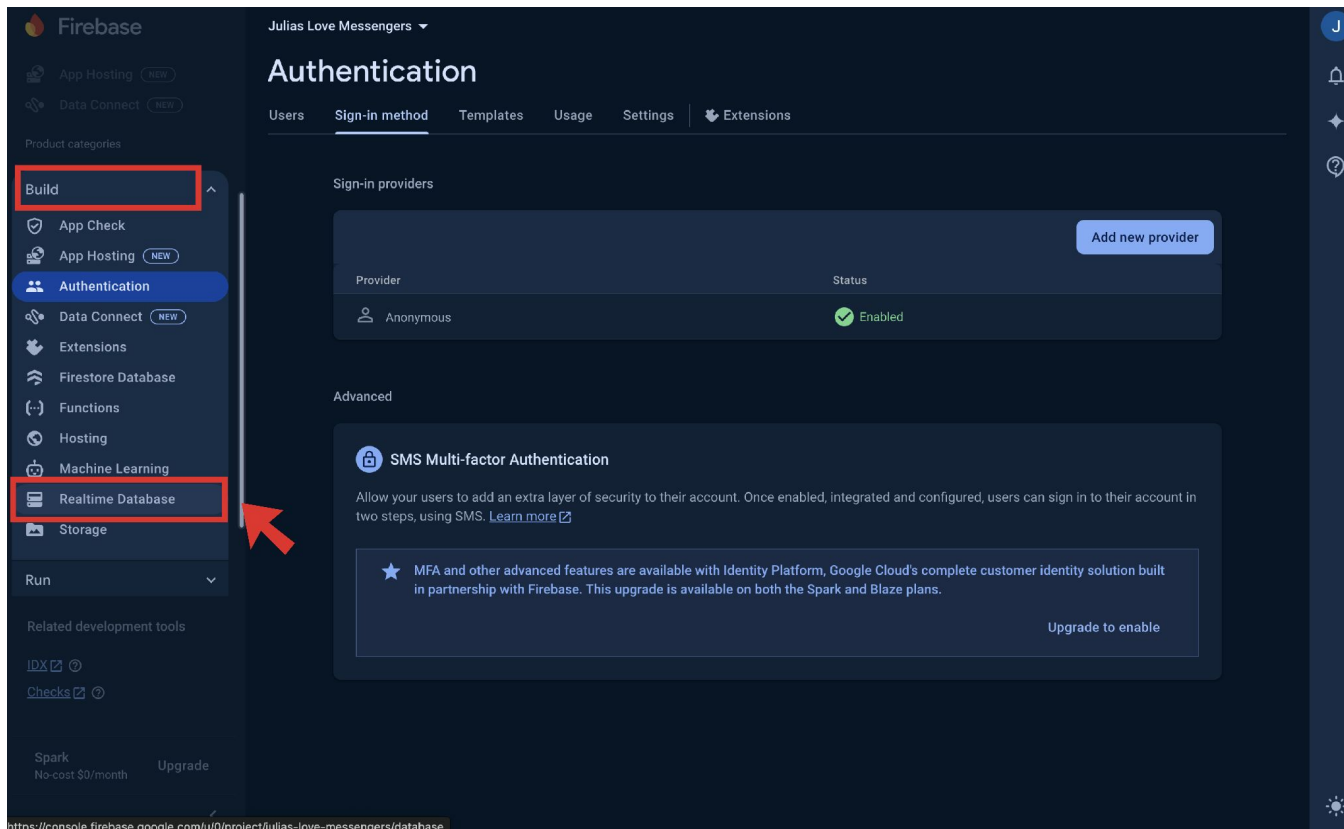 Firebase
App Hosting NEW
Data Connect NEW
Product categories
Build
App Check
App Hosting NEW
Authentication
Data Connect NEW
Extensions
Firestore Database
Functions
Hosting
Machine Learning
Realtime Database
Storage
Run
Related development tools
IDX
Checks
Spark
No-cost $0/month
Upgrade
https://console.firebase.google.com/u/0/project/julias-love-messengers/database
Julias Love Messengers
Authentication
Users Sign-in method Templates Usage Settings Extensions
Sign-in providers
Add new provider
Provider Status
Anonymous Enabled
Advanced
SMS Multi-factor Authentication
Allow your users to add an extra layer of security to their account. Once enabled, integrated and configured, users can sign in to their account in
two steps, using SMS. Learn more
MFA and other advanced features are available with Identity Platform, Google Cloud's complete customer identity solution built
in partnership with Firebase. This upgrade is available on both the Spark and Blaze plans.
Upgrade to enable
J